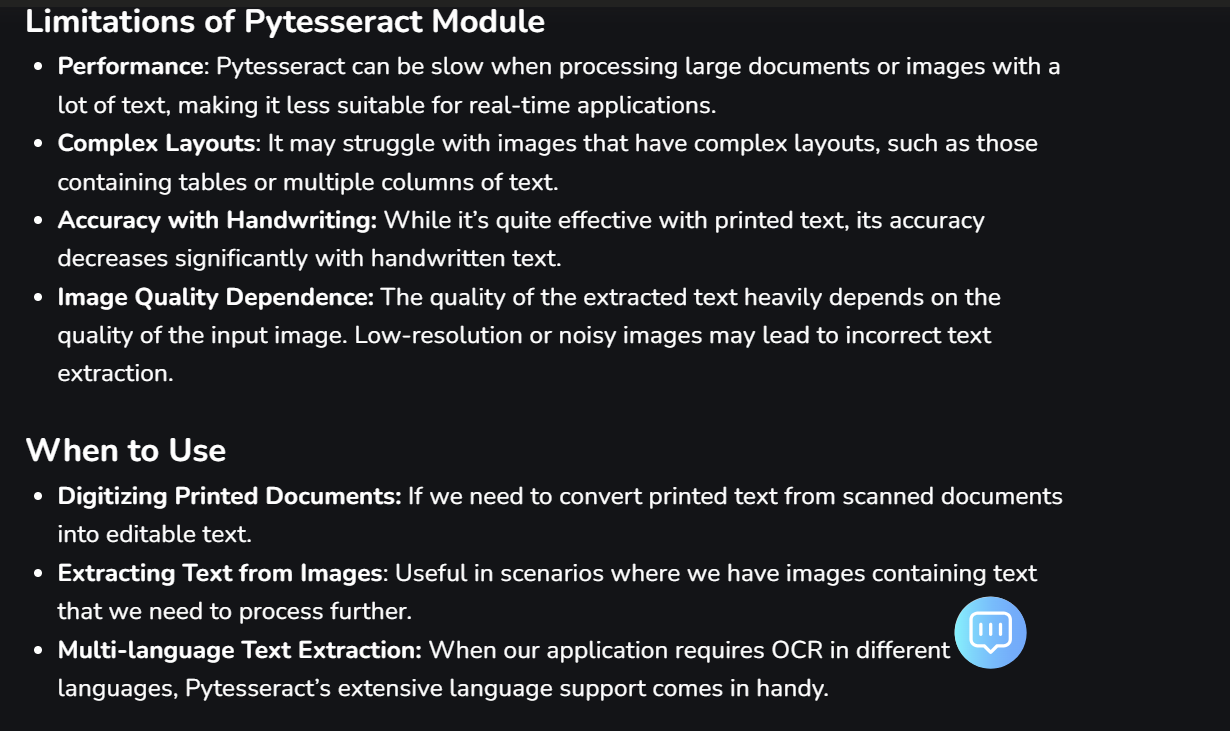 Limitations of Pytesseract Module
• Performance: Pytesseract can be slow when processing large documents or images with a
lot of text, making it less suitable for real-time applications.
• Complex Layouts: It may struggle with images that have complex layouts, such as those
containing tables or multiple columns of text.
• Accuracy with Handwriting: While it’s quite effective with printed text, its accuracy
decreases significantly with handwritten text.
• Image Quality Dependence: The quality of the extracted text heavily depends on the
quality of the input image. Low-resolution or noisy images may lead to incorrect text
extraction.
When to Use
• Digitizing Printed Documents: If we need to convert printed text from scanned documents
into editable text.
• Extracting Text from Images: Useful in scenarios where we have images containing text
that we need to process further.
• Multi-language Text Extraction: When our application requires OCR in different
languages, Pytesseract’s extensive language support comes in handy.